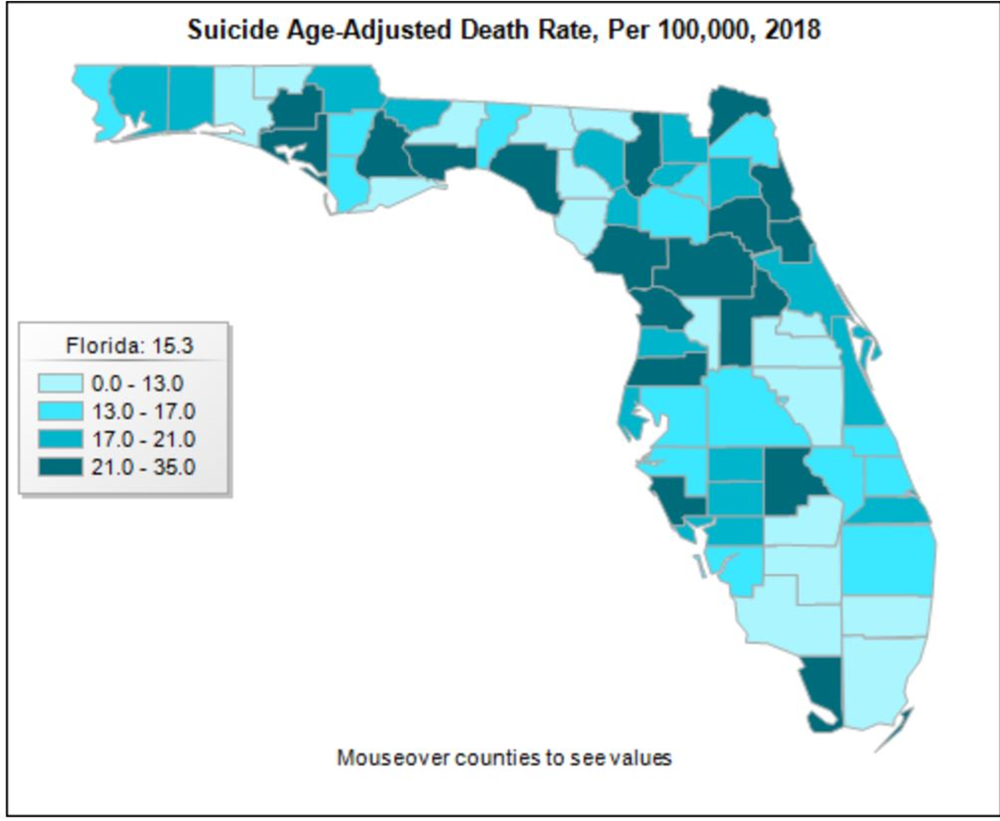 Suicide Age-Adjusted Death Rate, Per 100,000, 2018
Florida: 15.3
0.0 - 13.0
13.0 - 17.0
17.0 - 21.0
21.0 - 35.0
Mouseover counties to see values